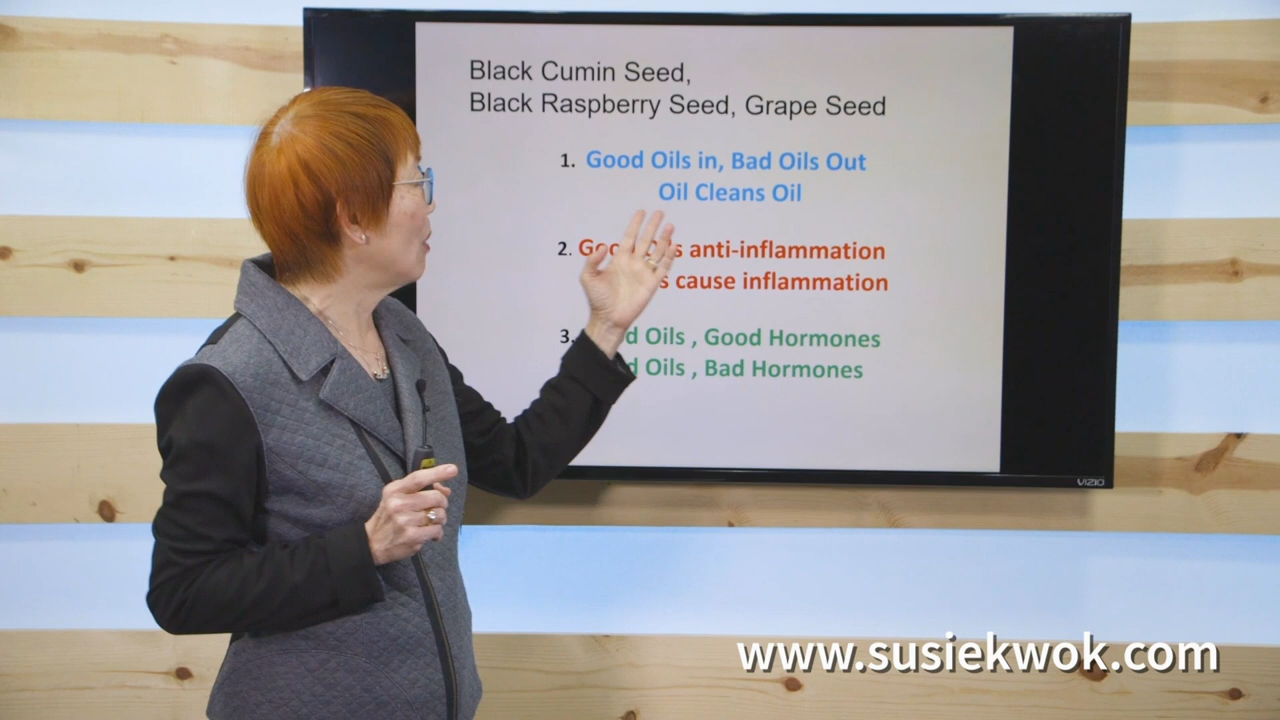 Black Cumin Seed,
Black Raspberry Seed, Grape Seed
1. Good Oils in, Bad Oils Out
Oil Cleans Oil
2. anti-inflammation
cause inflammation
3. Oils , Good Hormones
Oils , Bad Hormones
VIZIO
www.susiekwok.com